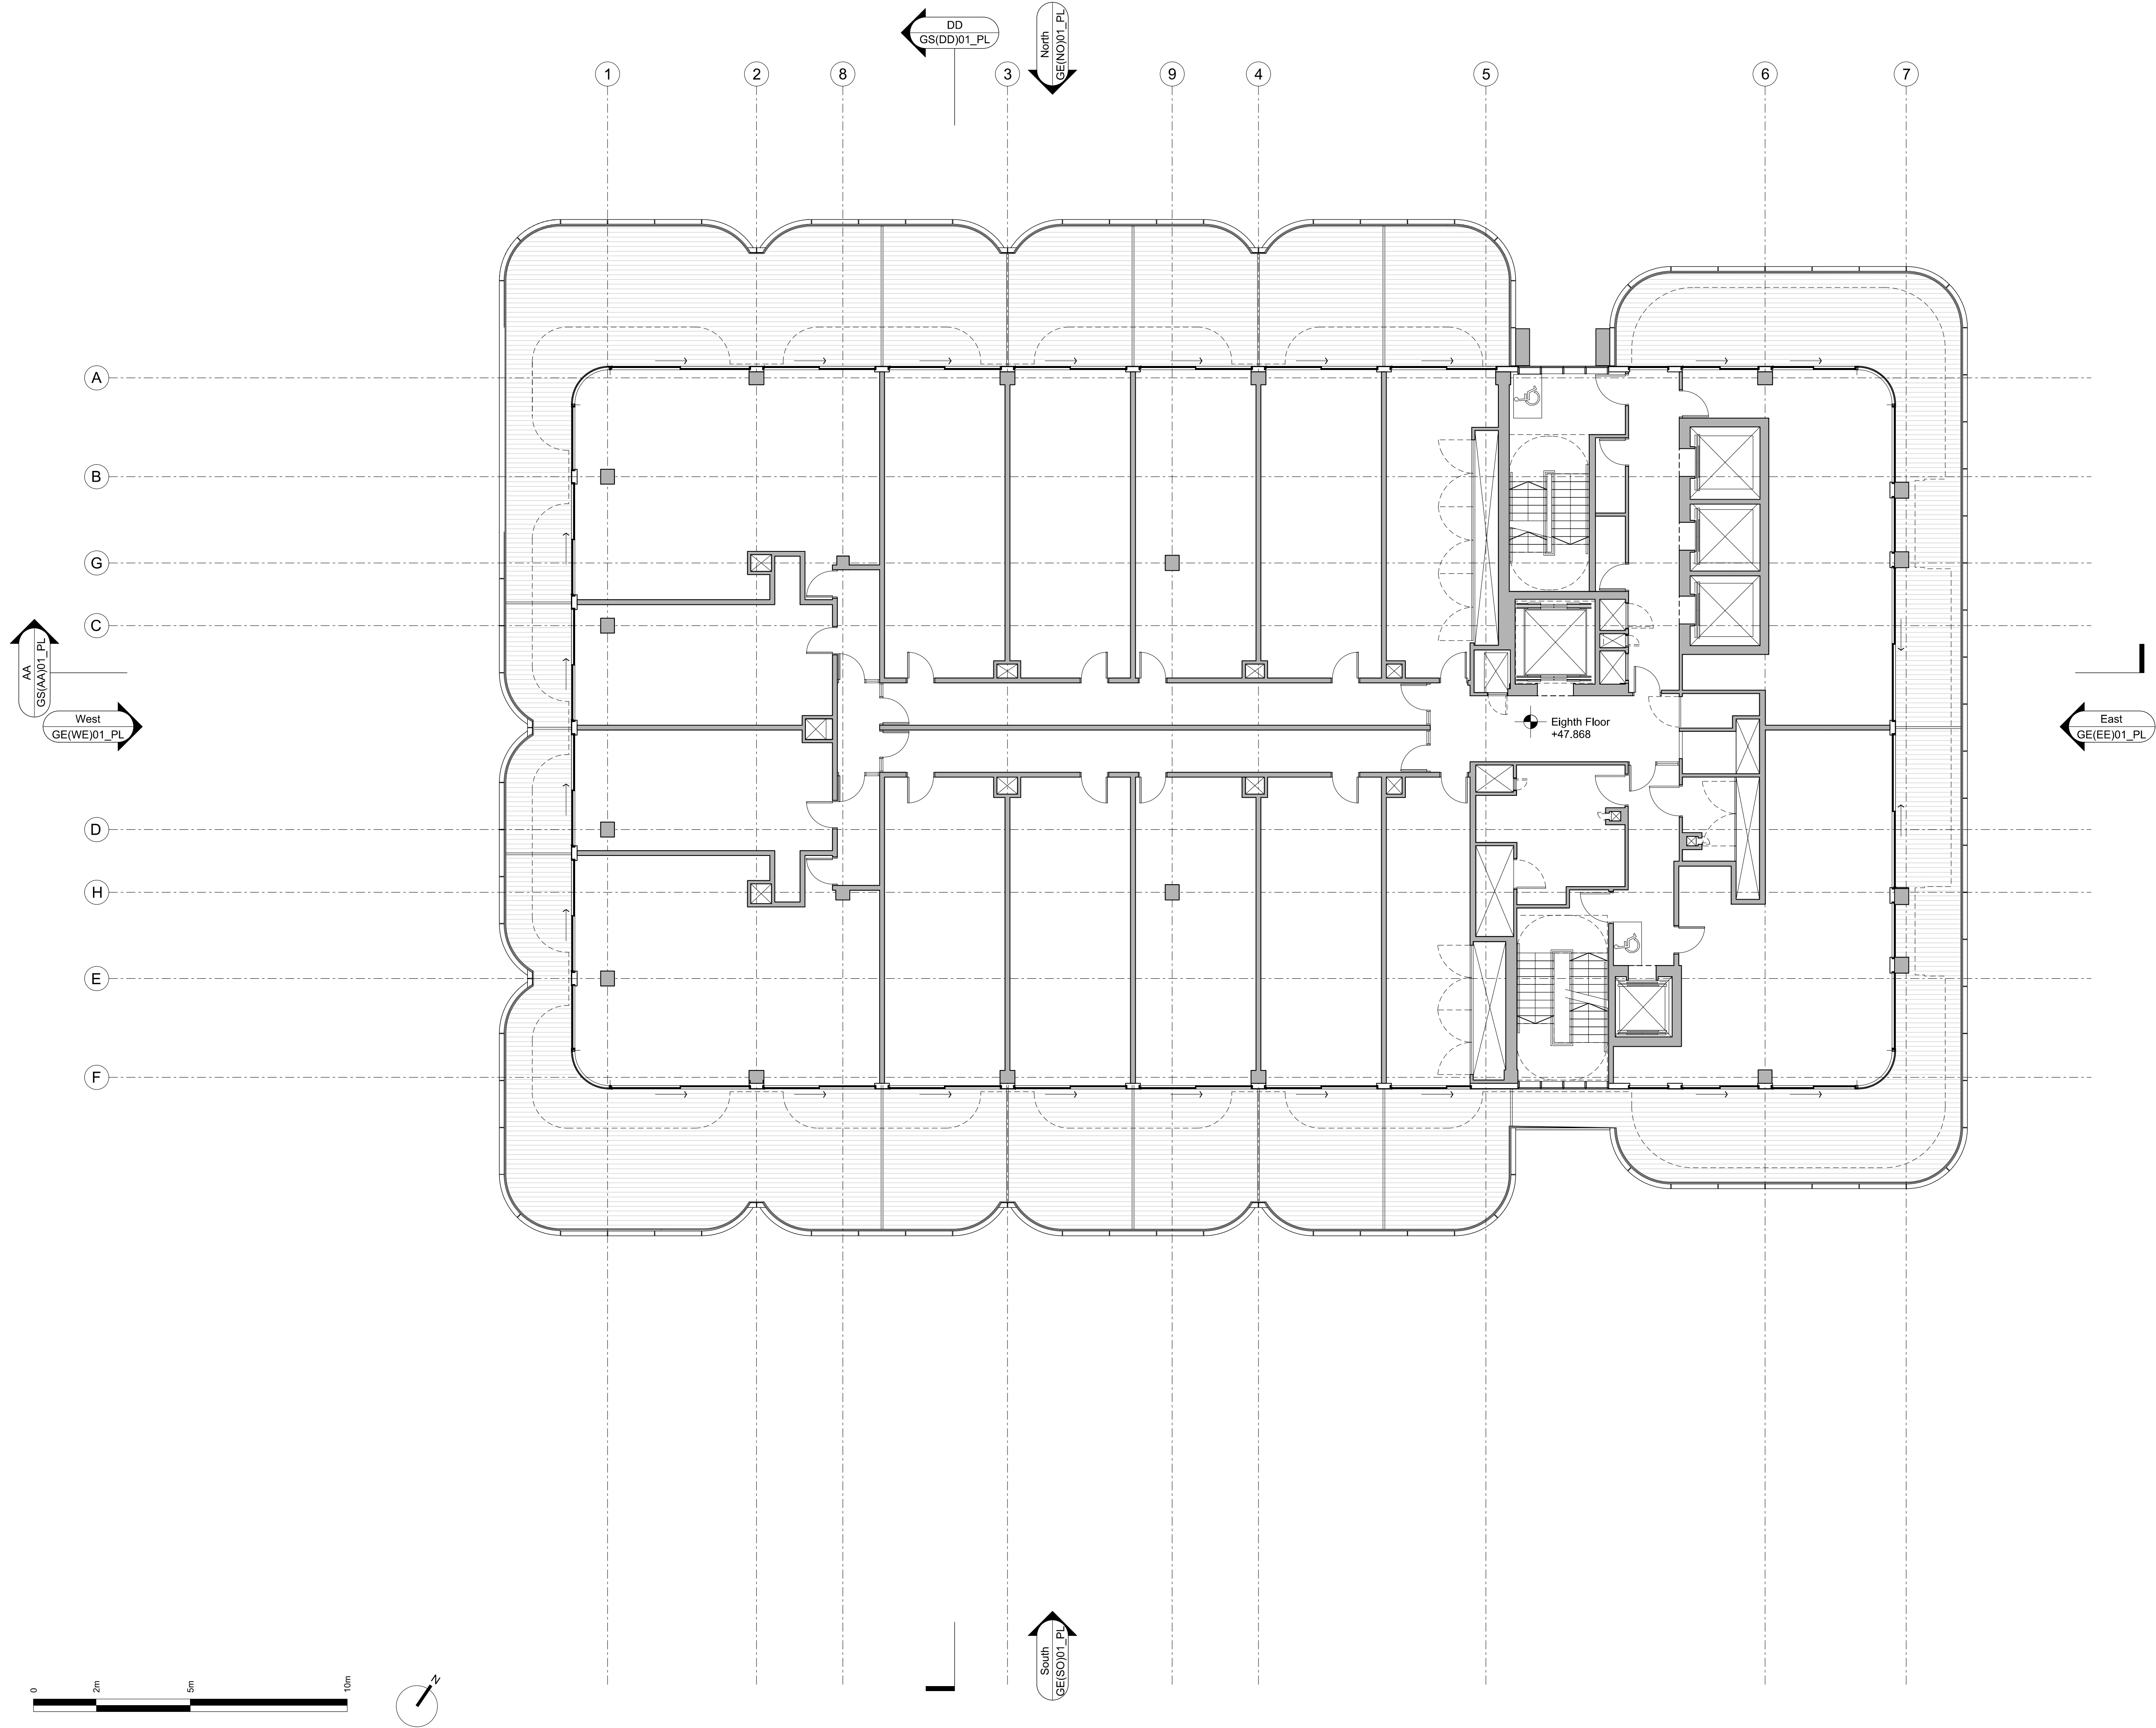 DD
GS(DD)01_PL
North
GE(NO)01_PL
1
2
8
3
9
4
5
6
7
A
B
G
C
AA
GS(AA)01_PL
West
GE(WE)01_PL
Eighth Floor
+47.868
East
GE(EE)01_PL
D
H
E
F
South
GE(SO)01_PL
0
2m
5m
10m
N